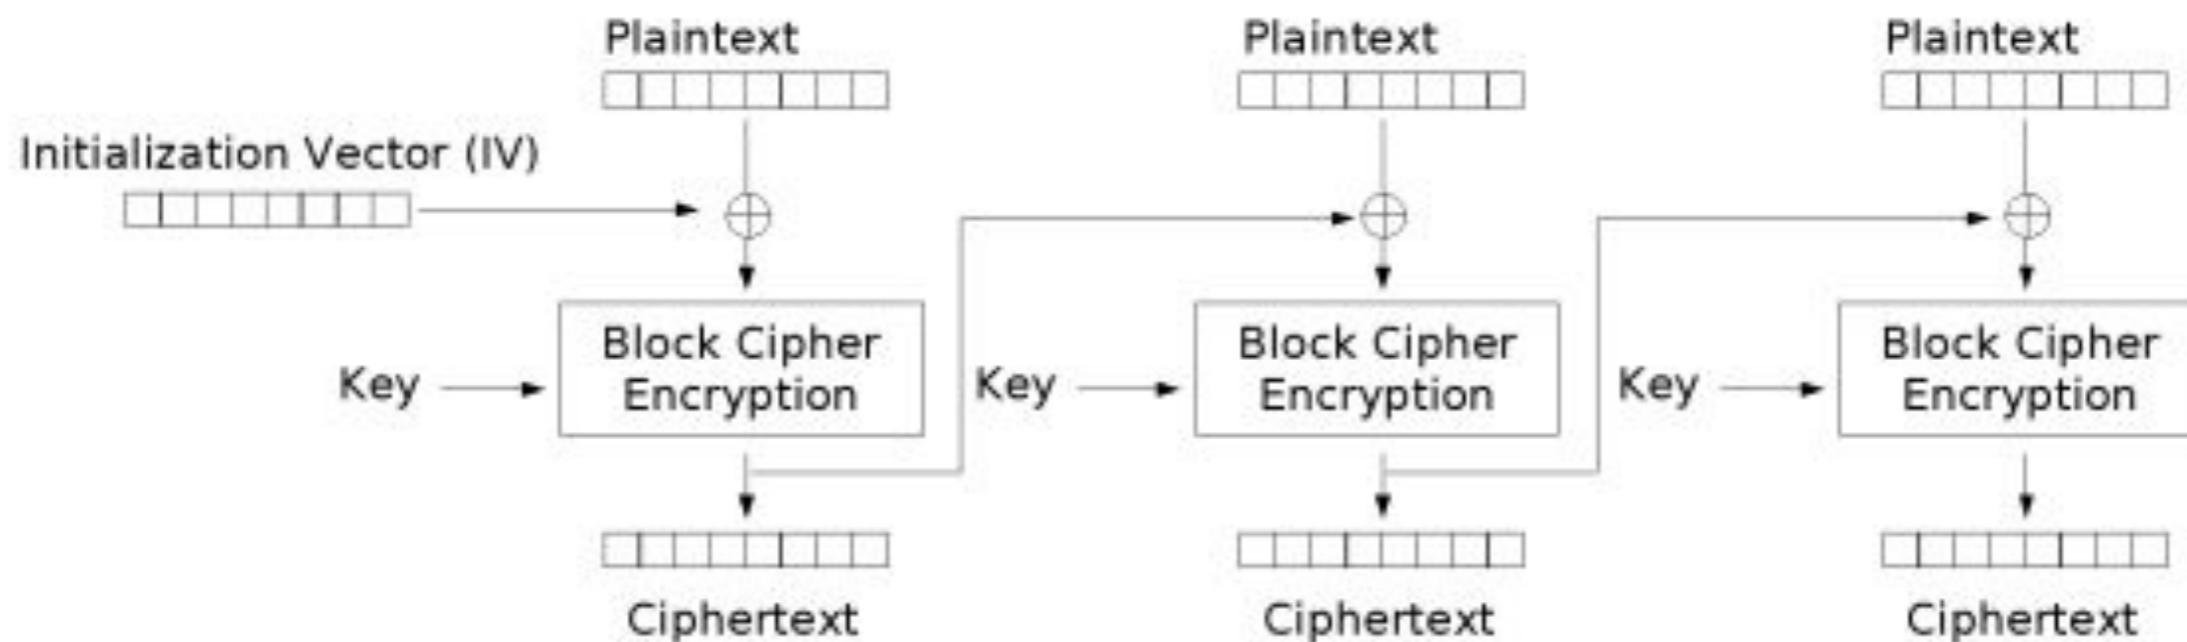 Plaintext
Plaintext
Plaintext
Initialization Vector (IV)
Key
Block Cipher
Encryption
Key
Block Cipher
Encryption
Key
Block Cipher
Encryption
Ciphertext
Ciphertext
Ciphertext